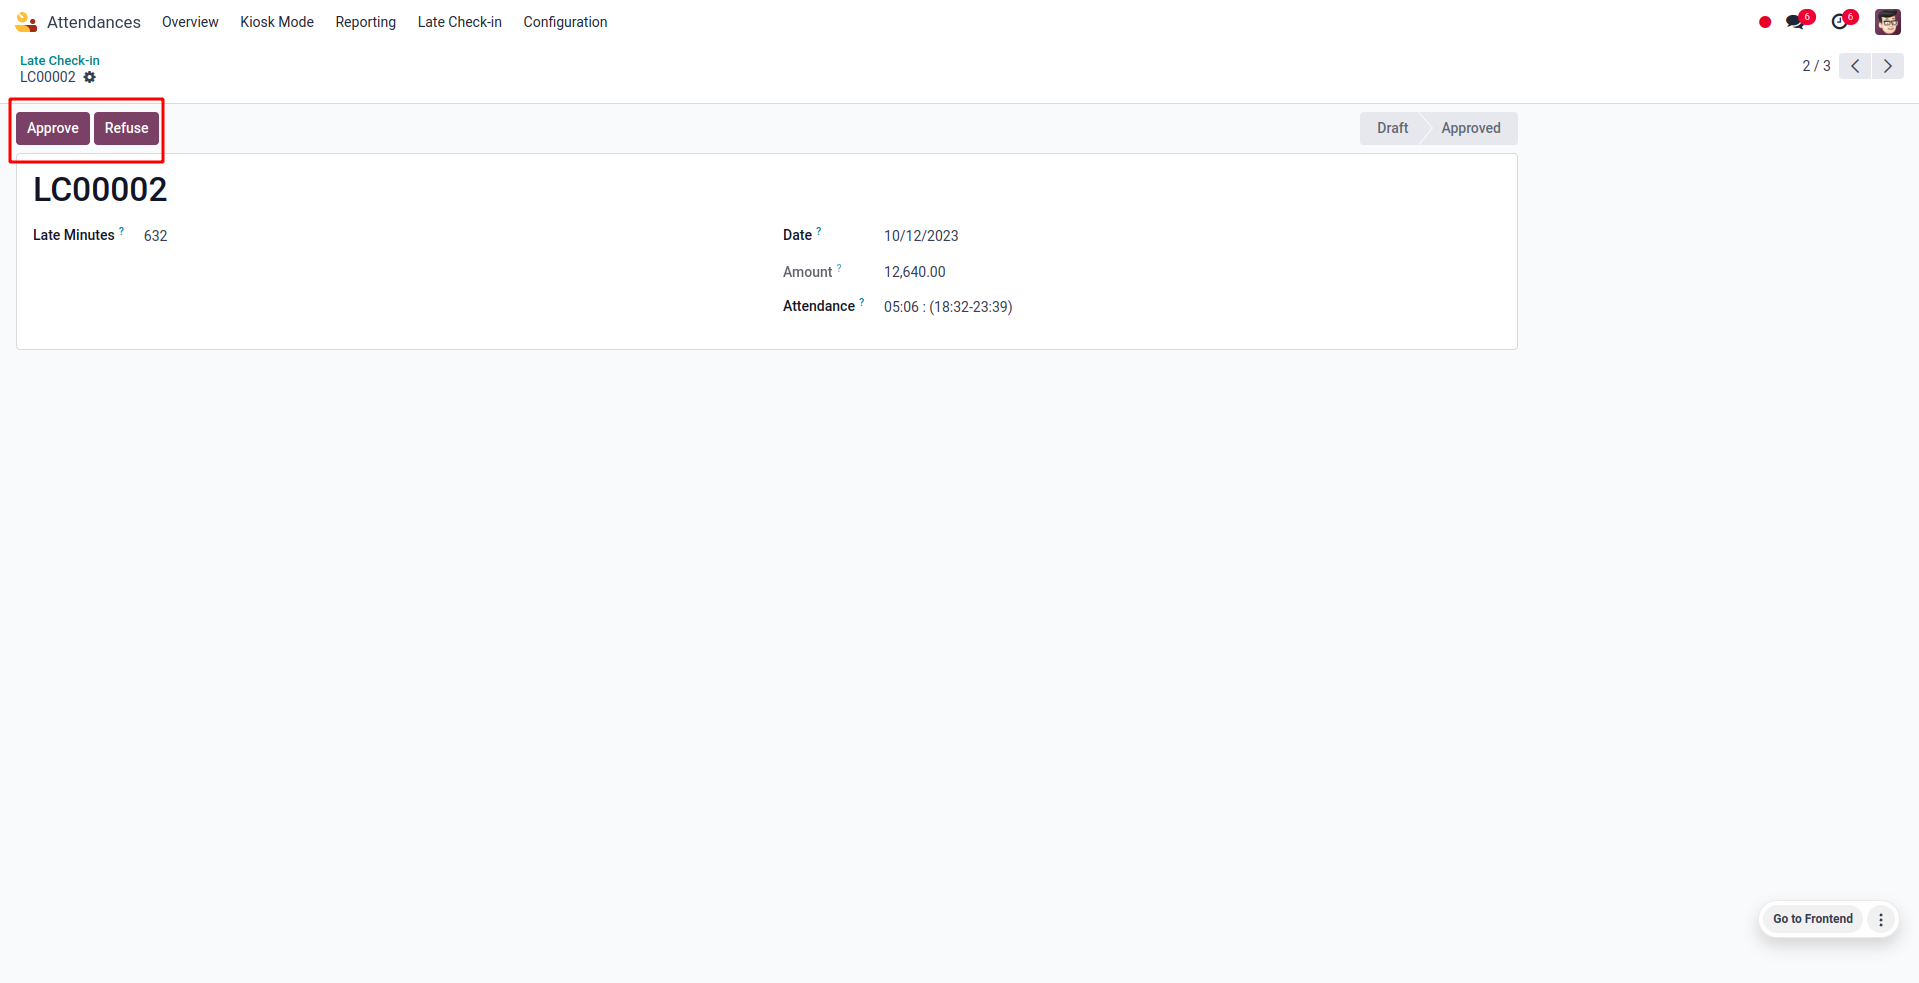 Attendances Overview Kiosk Mode Reporting Late Check-in Configuration 6 6
Late Check-in
LC00002
2 / 3
Approve Refuse Draft Approved
LC00002
Late Minutes ? 632
Date ? 10/12/2023
Amount ? 12,640.00
Attendance ? 05:06 : (18:32-23:39)
Go to Frontend